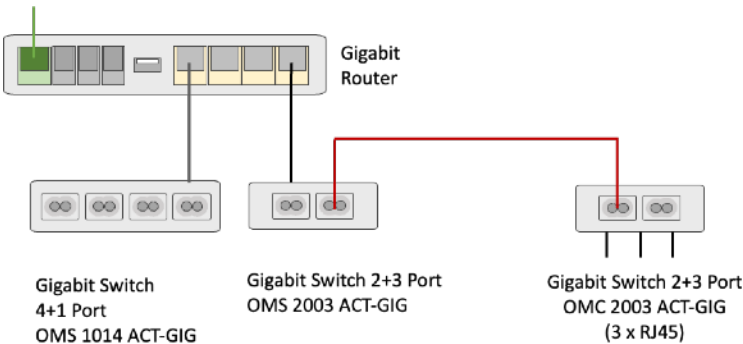 Gigabit
Router
Gigabit Switch
4+1 Port
OMS 1014 ACT-GIG
Gigabit Switch 2+3 Port
OMS 2003 ACT-GIG
Gigabit Switch 2+3 Port
OMC 2003 ACT-GIG
(3 x RJ45)